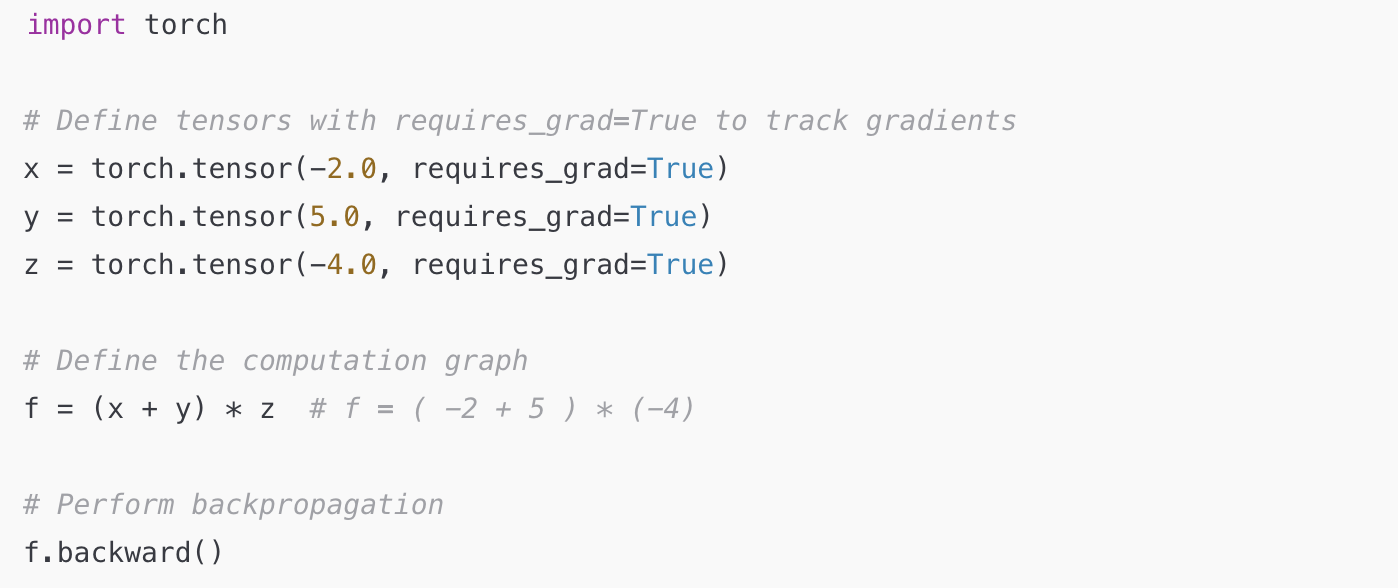 import torch
# Define tensors with requires_grad=True to track gradients
x = torch.tensor(-2.0, requires_grad=True)
y = torch.tensor(5.0, requires_grad=True)
z = torch.tensor(-4.0, requires_grad=True)
# Define the computation graph
f = (x + y) * z  # f = ( -2 + 5 ) * (-4)
# Perform backpropagation
f.backward()